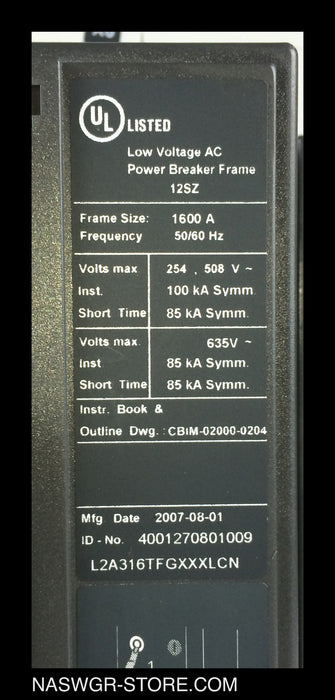 UL LISTED
Low Voltage AC
Power Breaker Frame
12SZ
Frame Size: 1600 A
Frequency 50/60 Hz
Volts max 254 , 508 V ~
Inst. 100 kA Symm.
Short Time 85 kA Symm.
Volts max. 635V ~
Inst 85 kA Symm.
Short Time 85 kA Symm.
Instr. Book &
Outline Dwg. : CBIM-02000-0204
Mfg Date 2007-08-01
ID - No. 4001270801009
L2A316TFGXXXLCN
1
NASWGR-STORE.COM